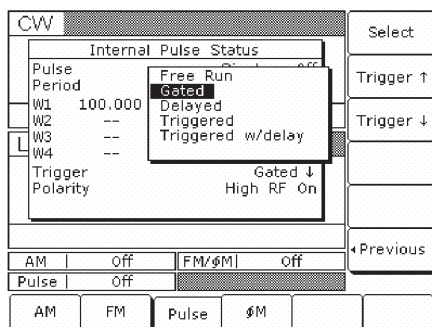 CW
Internal Pulse Status
Pulse
Period
W1 100.000
W2 --
W3 --
W4 --
Trigger Gated ↓
Polarity High RF On
Free Run
Gated
Delayed
Triggered
Triggered w/delay
L
AM | Off
FM/φM| Off
Pulse | Off
Select
Trigger ↑
Trigger ↓
◂Previous
AM
FM
Pulse
φM